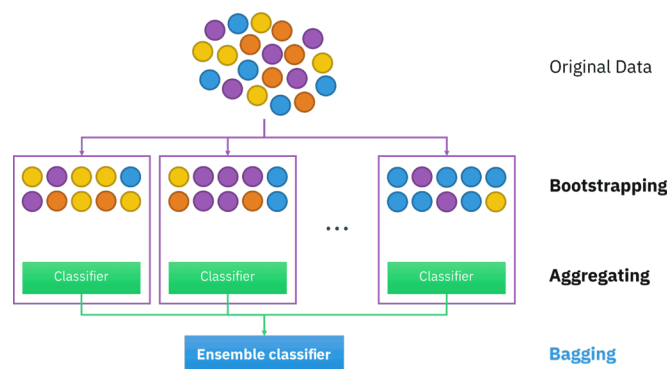 Original Data
Bootstrapping
...
Classifier Classifier Classifier
Aggregating
Ensemble classifier
Bagging